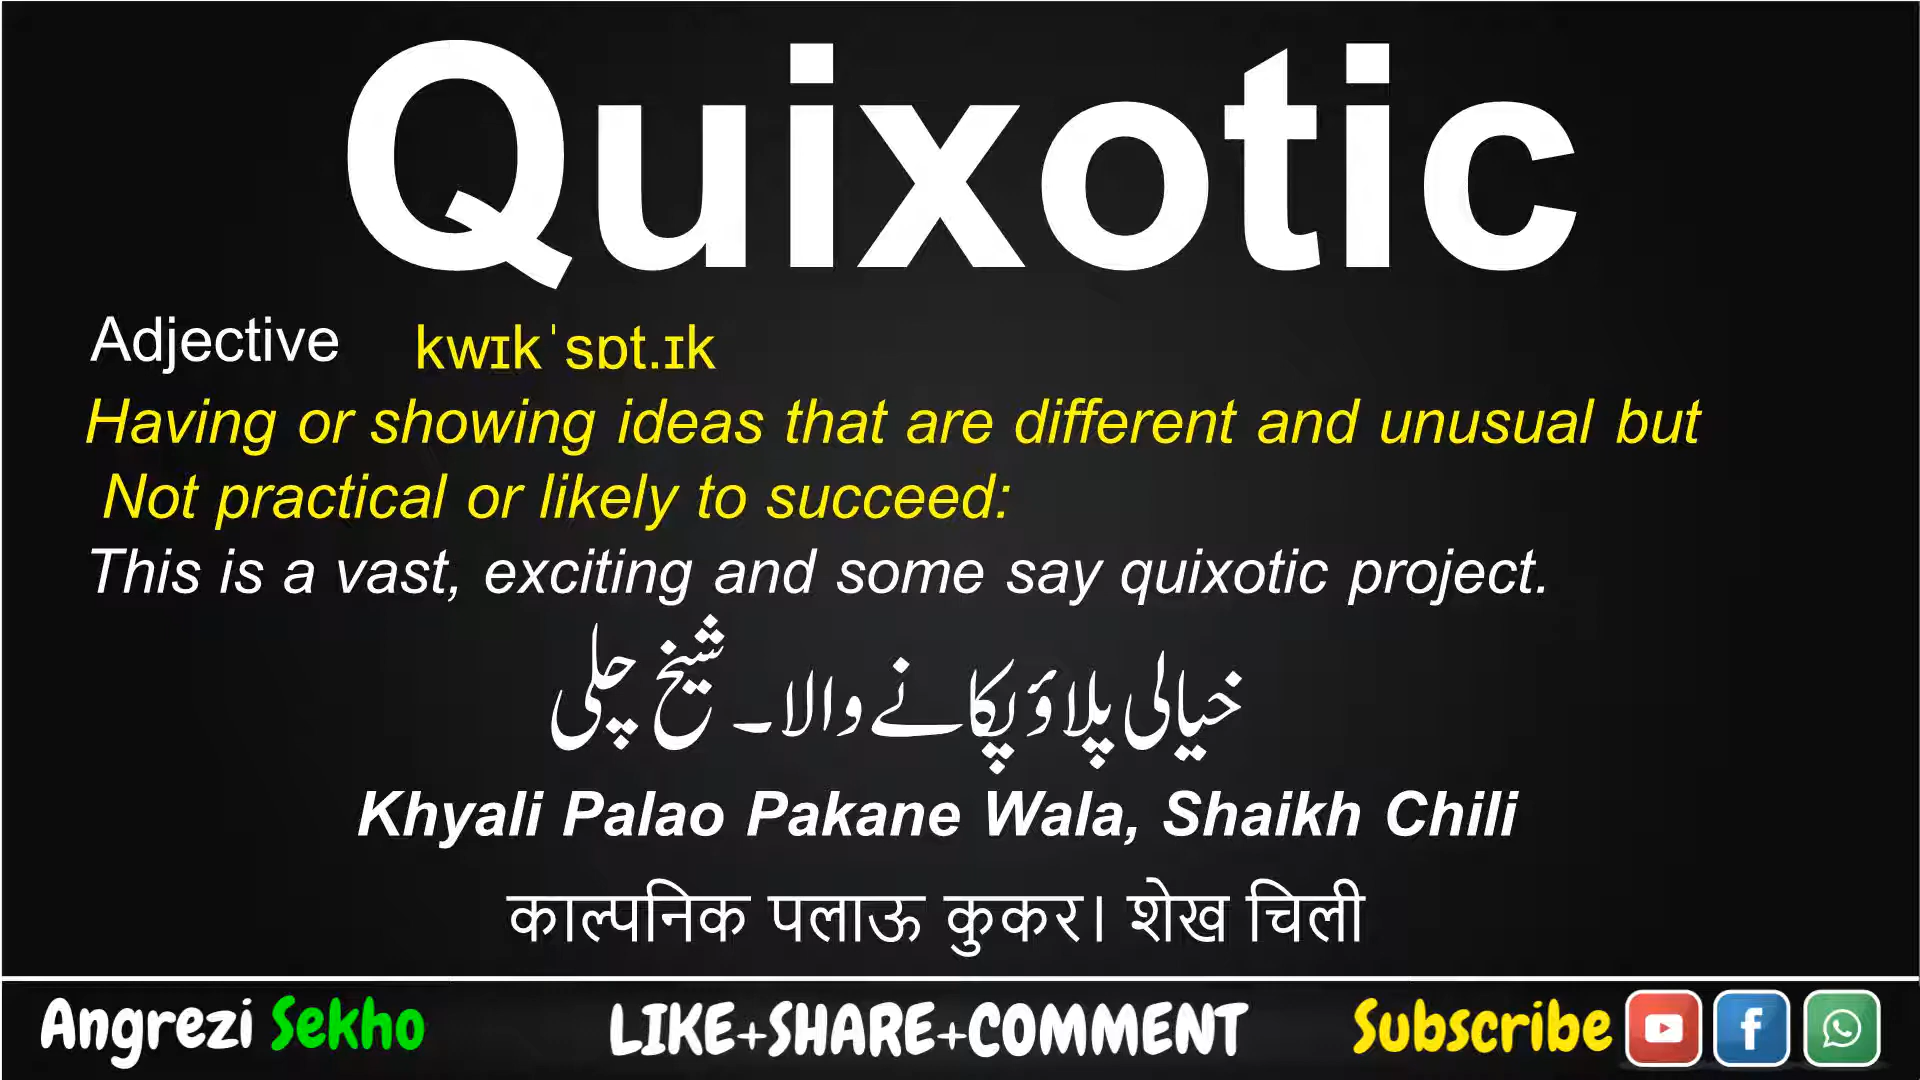 Quixotic
Adjective kwɪkˈsɒt.ɪk
Having or showing ideas that are different and unusual but
Not practical or likely to succeed:
This is a vast, exciting and some say quixotic project.
خیالی پلاؤ پکانے والا۔ شیخ چلی
Khyali Palao Pakane Wala, Shaikh Chili
काल्पनिक पलाऊ कुकर। शेख चिली
Angrezi Sekho LIKE+SHARE+COMMENT Subscribe